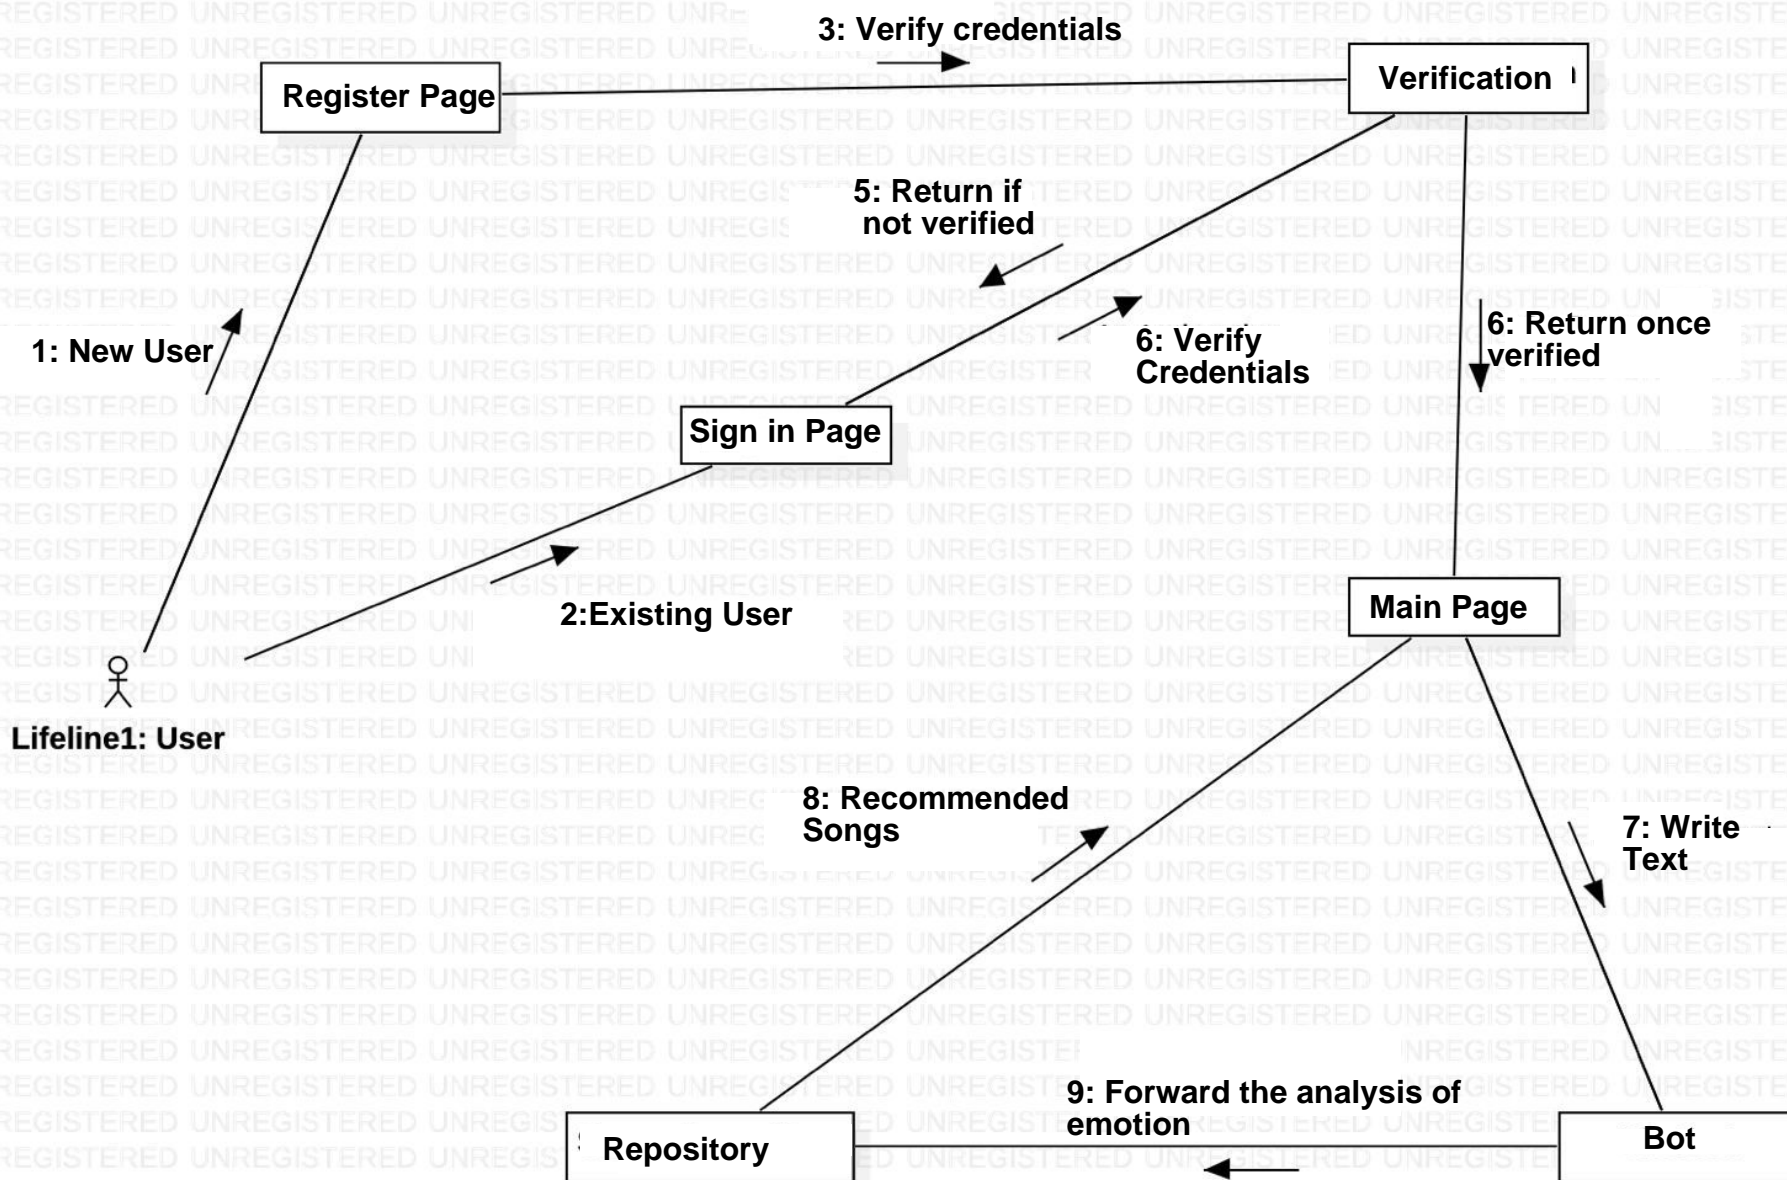 3: Verify credentials
Register Page
Verification
5: Return if
not verified
1: New User
6: Verify
Credentials
6: Return once
verified
Sign in Page
2:Existing User
Main Page
Lifeline1: User
8: Recommended
Songs
7: Write
Text
9: Forward the analysis of
emotion
Repository
Bot